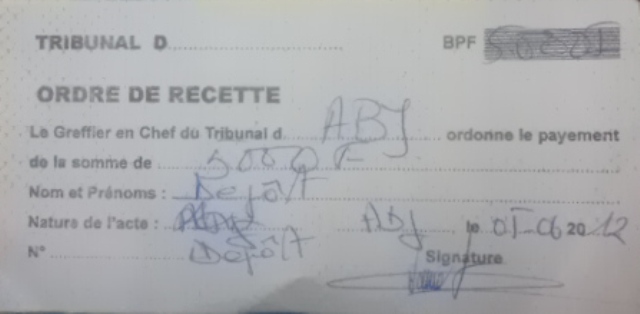 TRIBUNAL D
BPF
ORDRE DE RECETTE
Le Greffier en Chef du Tribunal d ABJ ordonne le payement
de la somme de 5000 F
Nom et Prénoms : Dépôt
Nature de l'acte : Abj le 01-06 2012
N° Dépôt
Signature